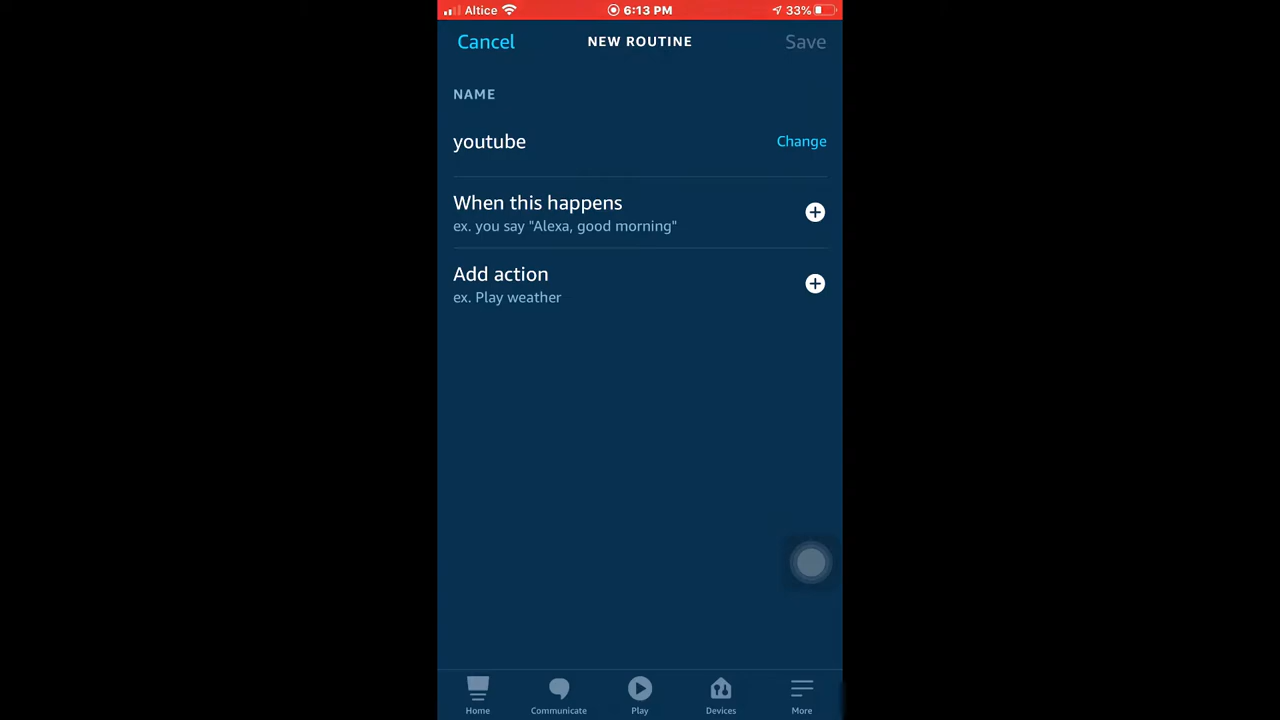 Altice 6:13 PM 33%
Cancel NEW ROUTINE Save
NAME
youtube Change
When this happens
ex. you say "Alexa, good morning"
Add action
ex. Play weather
Home Communicate Play Devices More